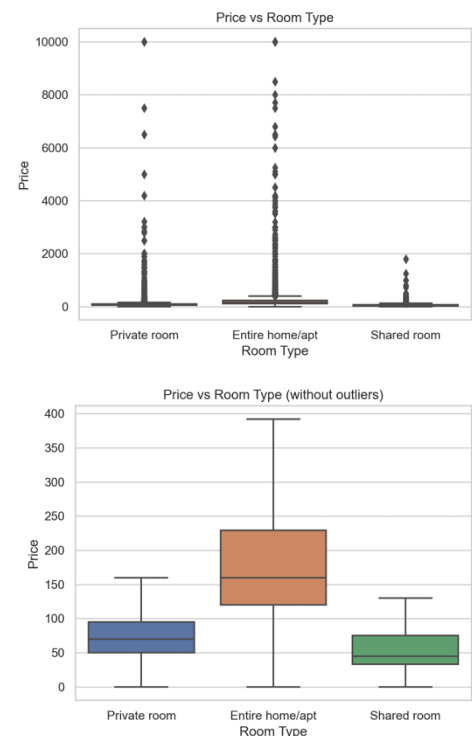 Price vs Room Type
10000
8000
6000
4000
2000
0
Price
Private room Entire home/apt Shared room
Room Type
Price vs Room Type (without outliers)
400
350
300
250
200
150
100
50
0
Price
Private room Entire home/apt Shared room
Room Type